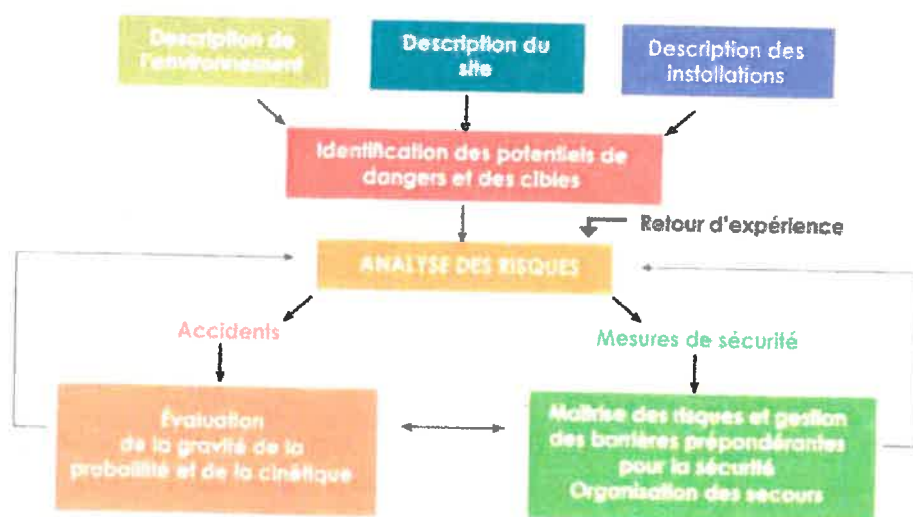 Description de
l'environnement
Description du
site
Description des
installations
Identification des potentiels de
dangers et des cibles
Retour d'expérience
ANALYSE DES RISQUES
Accidents
Mesures de sécurité
Évaluation
de la gravité de la
probabilité et de la cinétique
Maîtrise des risques et gestion
des barrières prépondérantes
pour la sécurité
Organisation des secours